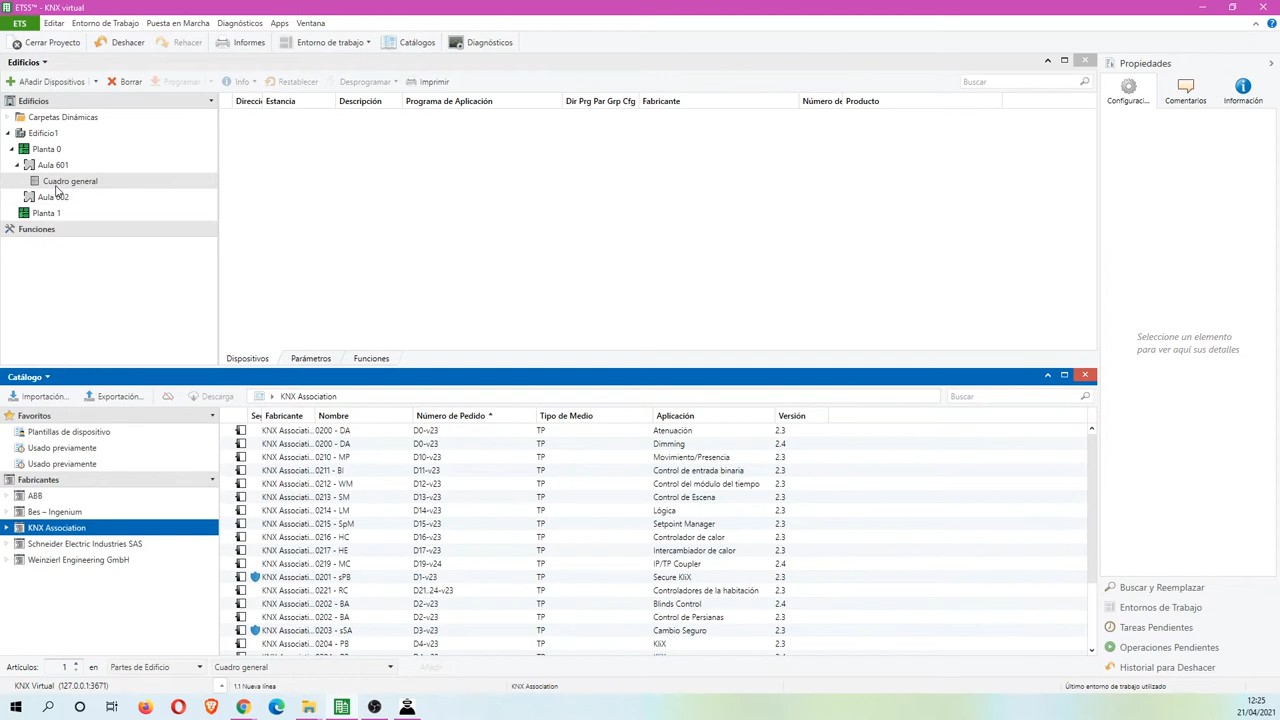 ETS5™ - KNX virtual
ETS Editar Entorno de Trabajo Puesta en Marcha Diagnósticos Apps Ventana
Cerrar Proyecto Deshacer Rehacer Informes Entorno de trabajo Catálogos Diagnósticos
Edificios
Añadir Dispositivos Borrar Programar Info Restablecer Desprogramar Imprimir Buscar
Edificios
Direcci Estancia Descripción Programa de Aplicación Dir Prg Par Grp Cfg Fabricante Número de Producto
Carpetas Dinámicas
Edificio1
Planta 0
Aula 601
Cuadro general
Planta 1
Funciones
Dispositivos Parámetros Funciones
Propiedades
Configuraci... Comentarios Información
Seleccione un elemento
para ver aquí sus detalles
Catálogo
Importación... Exportación... Descarga KNX Association Buscar
Favoritos
Plantillas de dispositivo
Usado previamente
Usado previamente
Fabricantes
ABB
Bes – Ingenium
KNX Association
Schneider Electric Industries SAS
Weinzierl Engineering GmbH
Se Fabricante Nombre Número de Pedido Tipo de Medio Aplicación Versión
KNX Associati... 0200 - DA D0-v23 TP Atenuación 2.3
KNX Associati... 0200 - DA D0-v23 TP Dimming 2.4
KNX Associati... 0210 - MP D10-v23 TP Movimiento/Presencia 2.3
KNX Associati... 0211 - BI D11-v23 TP Control de entrada binaria 2.3
KNX Associati... 0212 - WM D12-v23 TP Control del módulo del tiempo 2.3
KNX Associati... 0213 - SM D13-v23 TP Control de Escena 2.3
KNX Associati... 0214 - LM D14-v23 TP Lógica 2.3
KNX Associati... 0215 - SpM D15-v23 TP Setpoint Manager 2.3
KNX Associati... 0216 - HC D16-v23 TP Controlador de calor 2.3
KNX Associati... 0217 - HE D17-v23 TP Intercambiador de calor 2.3
KNX Associati... 0219 - MC D19-v24 TP IP/TP Coupler 2.3
KNX Associati... 0201 - sPB D1-v23 TP Secure KliX 2.3
KNX Associati... 0221 - RC D21..24-v23 TP Controladores de la habitación 2.3
KNX Associati... 0202 - BA D2-v23 TP Blinds Control 2.4
KNX Associati... 0202 - BA D2-v23 TP Control de Persianas 2.3
KNX Associati... 0203 - sSA D3-v23 TP Cambio Seguro 2.3
KNX Associati... 0204 - PB D4-v23 TP KliX 2.3
Buscar y Reemplazar
Entornos de Trabajo
Tareas Pendientes
Operaciones Pendientes
Historial para Deshacer
Artículos: 1 en Partes de Edificio Cuadro general Añadir
KNX Virtual (127.0.0.1:3671) 1.1 Nueva línea KNX Association Último entorno de trabajo utilizado
12:25
21/04/2021